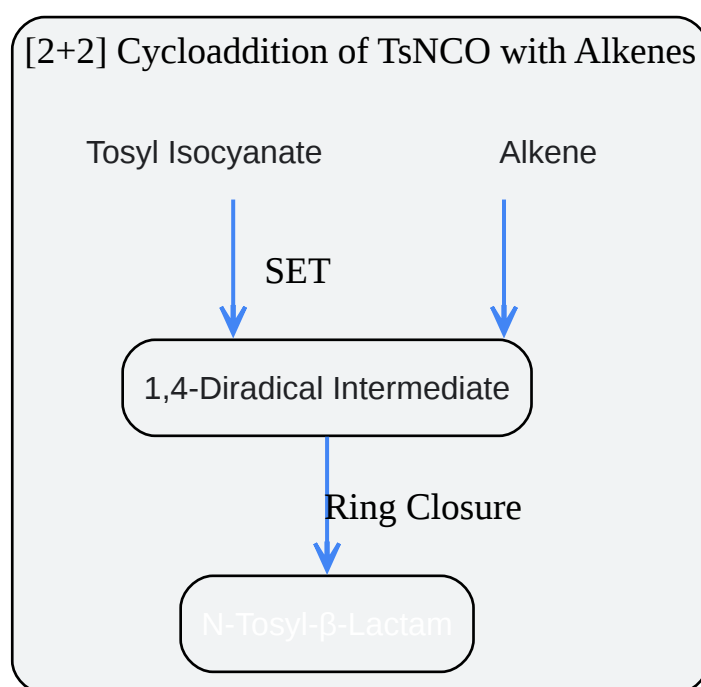 [2+2] Cycloaddition of TsNCO with Alkenes
Tosyl Isocyanate
Alkene
SET
1,4-Diradical Intermediate
Ring Closure
N-Tosyl-β-Lactam